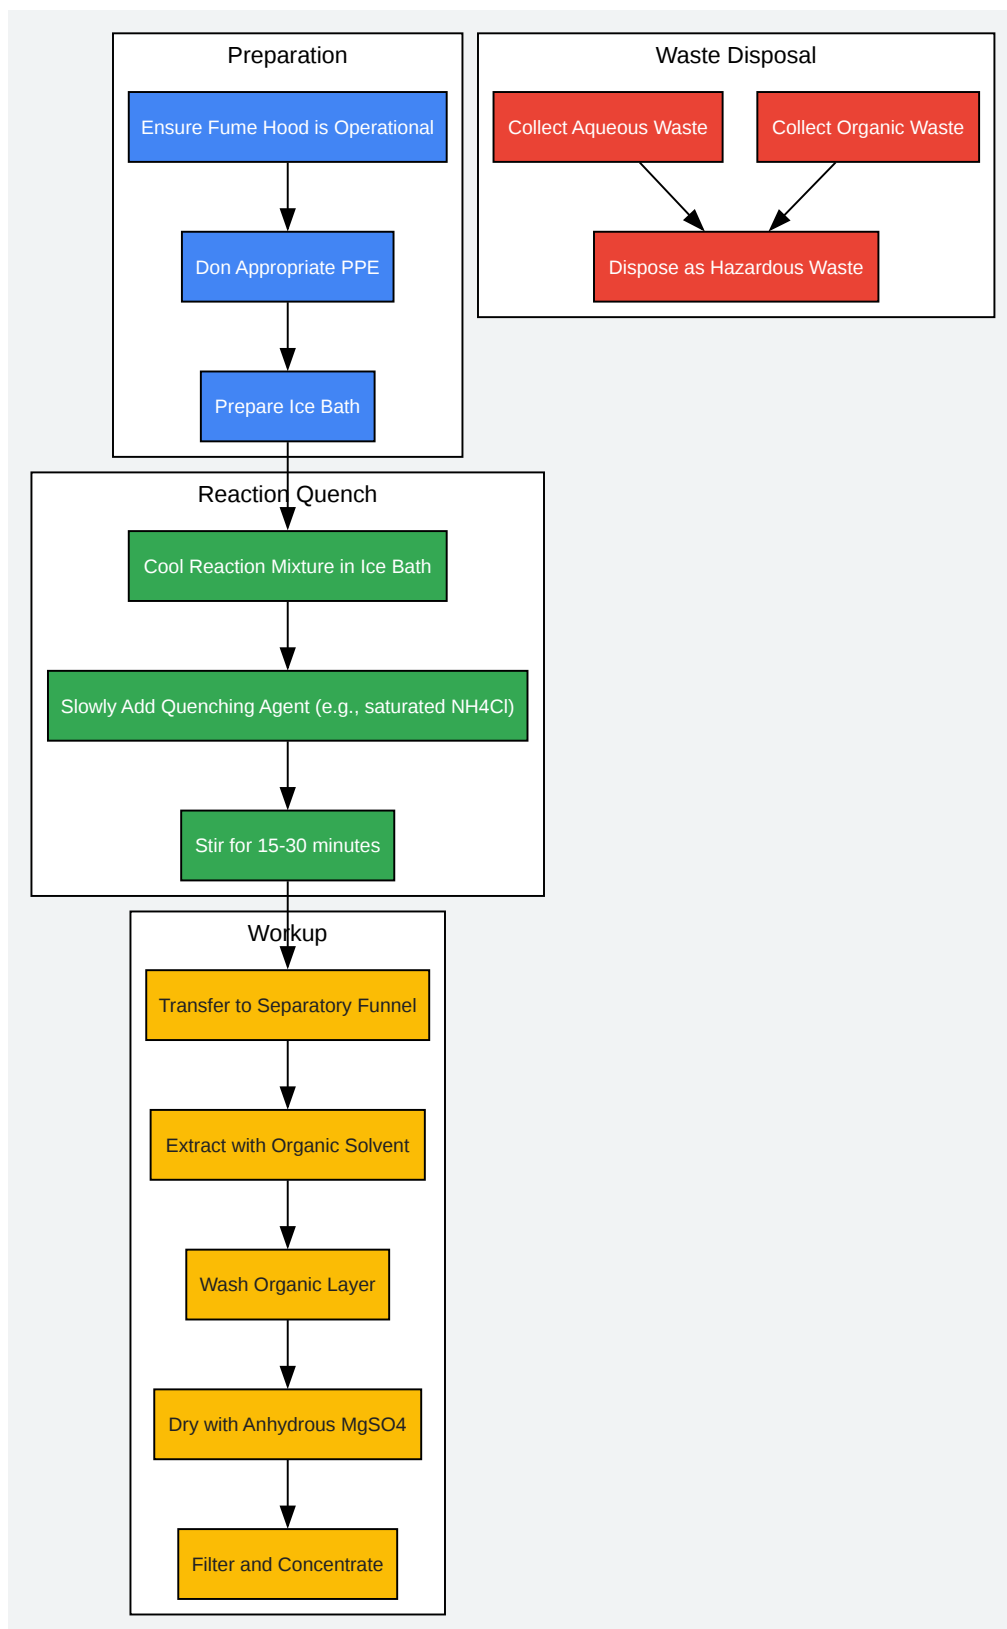 Preparation
Ensure Fume Hood is Operational
Don Appropriate PPE
Prepare Ice Bath
Waste Disposal
Collect Aqueous Waste
Collect Organic Waste
Dispose as Hazardous Waste
Reaction Quench
Cool Reaction Mixture in Ice Bath
Slowly Add Quenching Agent (e.g., saturated NH4Cl)
Stir for 15-30 minutes
Workup
Transfer to Separatory Funnel
Extract with Organic Solvent
Wash Organic Layer
Dry with Anhydrous MgSO4
Filter and Concentrate